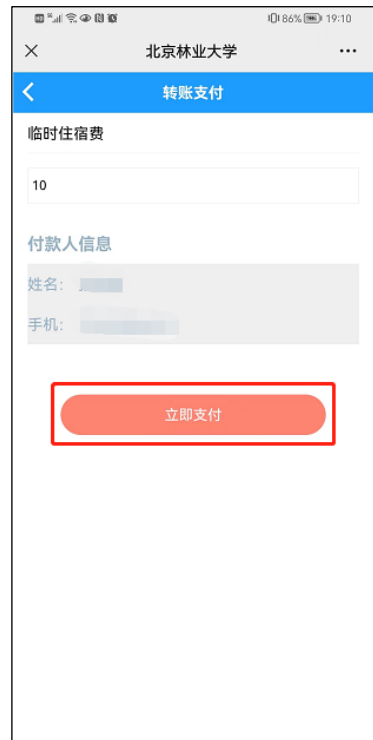 86% 19:10
北京林业大学
转账支付
临时住宿费
10
付款人信息
姓名:
手机:
立即支付